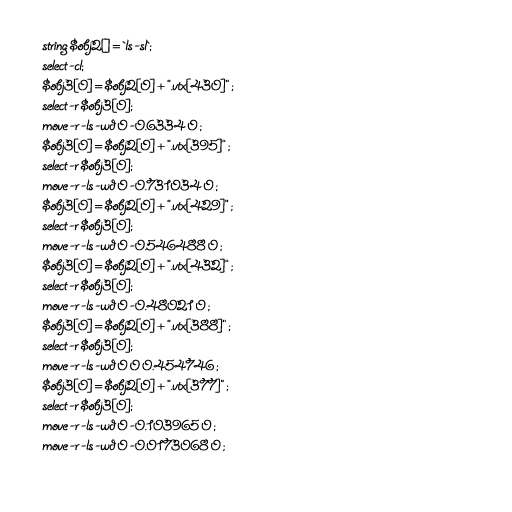 string $obj2[] = `ls -sl`;
select -cl;
$obj3[0] = $obj2[0] + ".vtx[430]" ;
select -r $obj3[0];
move -r -ls -wd 0 -0.6334 0 ;
$obj3[0] = $obj2[0] + ".vtx[395]" ;
select -r $obj3[0];
move -r -ls -wd 0 -0.731034 0 ;
$obj3[0] = $obj2[0] + ".vtx[429]" ;
select -r $obj3[0];
move -r -ls -wd 0 -0.546488 0 ;
$obj3[0] = $obj2[0] + ".vtx[432]" ;
select -r $obj3[0];
move -r -ls -wd 0 -0.48021 0 ;
$obj3[0] = $obj2[0] + ".vtx[388]" ;
select -r $obj3[0];
move -r -ls -wd 0 0 0.454746 ;
$obj3[0] = $obj2[0] + ".vtx[377]" ;
select -r $obj3[0];
move -r -ls -wd 0 -0.103965 0 ;
move -r -ls -wd 0 -0.0173068 0 ;